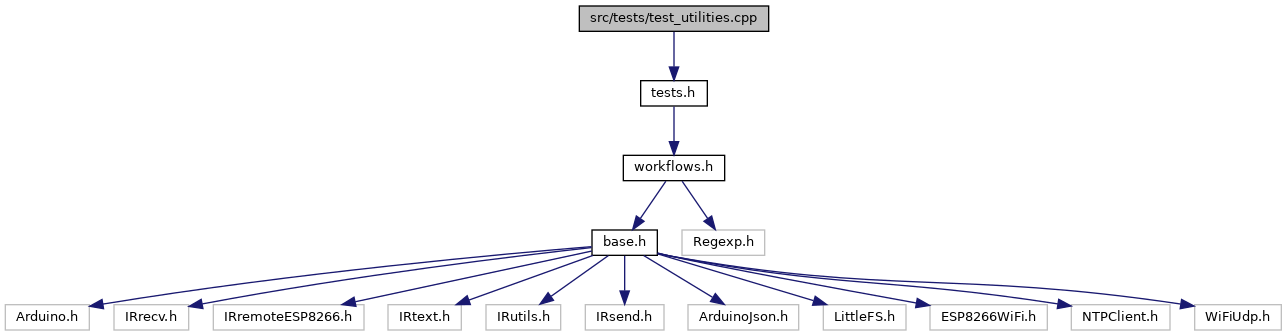 src/tests/test_utilities.cpp
tests.h
workflows.h
base.h
Regexp.h
Arduino.h
IRrecv.h
IRremoteESP8266.h
IRtext.h
IRutils.h
IRsend.h
ArduinoJson.h
LittleFS.h
ESP8266WiFi.h
NTPClient.h
WiFiUdp.h